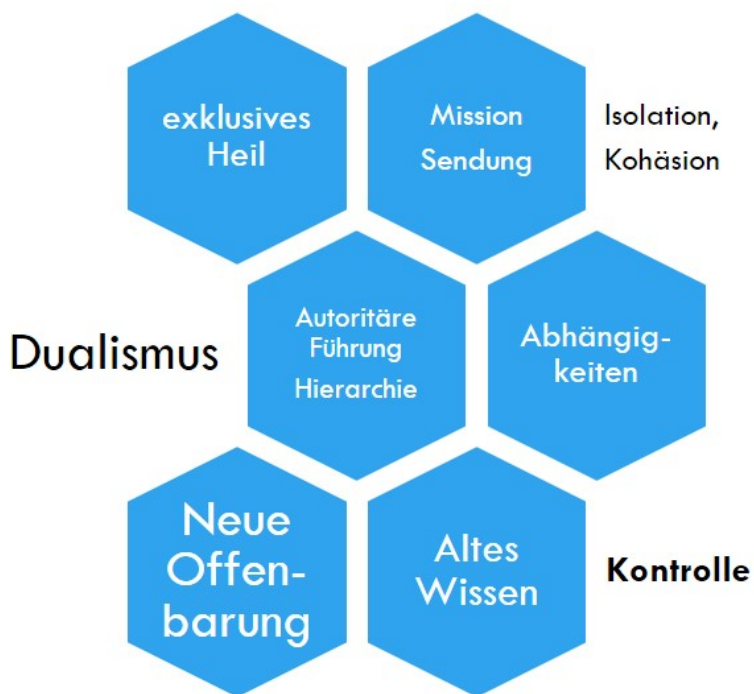 exklusives
Heil
Mission
Sendung
Isolation,
Kohäsion
Dualismus
Autoritäre
Führung
Hierarchie
Abhängig-
keiten
Neue
Offen-
barung
Altes
Wissen
Kontrolle